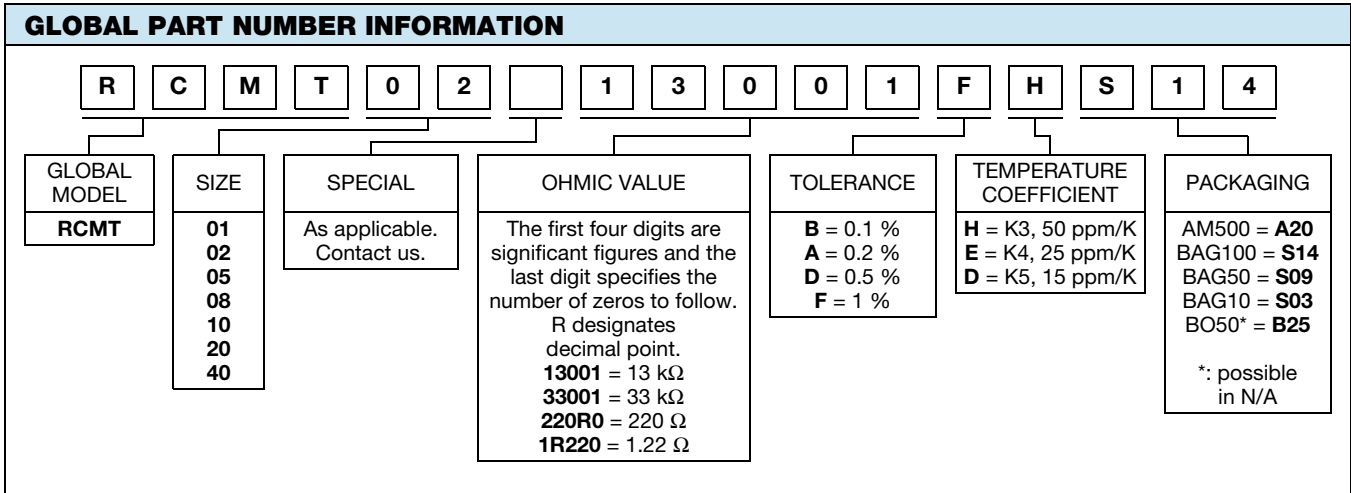 GLOBAL PART NUMBER INFORMATION
R C M T 0 2 1 3 0 0 1 F H S 1 4
GLOBAL
MODEL
RCMT
SIZE
01
02
05
08
10
20
40
SPECIAL
As applicable.
Contact us.
OHMIC VALUE
The first four digits are
significant figures and the
last digit specifies the
number of zeros to follow.
R designates
decimal point.
13001 = 13 kΩ
33001 = 33 kΩ
220R0 = 220 Ω
1R220 = 1.22 Ω
TOLERANCE
B = 0.1 %
A = 0.2 %
D = 0.5 %
F = 1 %
TEMPERATURE
COEFFICIENT
H = K3, 50 ppm/K
E = K4, 25 ppm/K
D = K5, 15 ppm/K
PACKAGING
AM500 = A20
BAG100 = S14
BAG50 = S09
BAG10 = S03
BO50* = B25
*: possible
in N/A